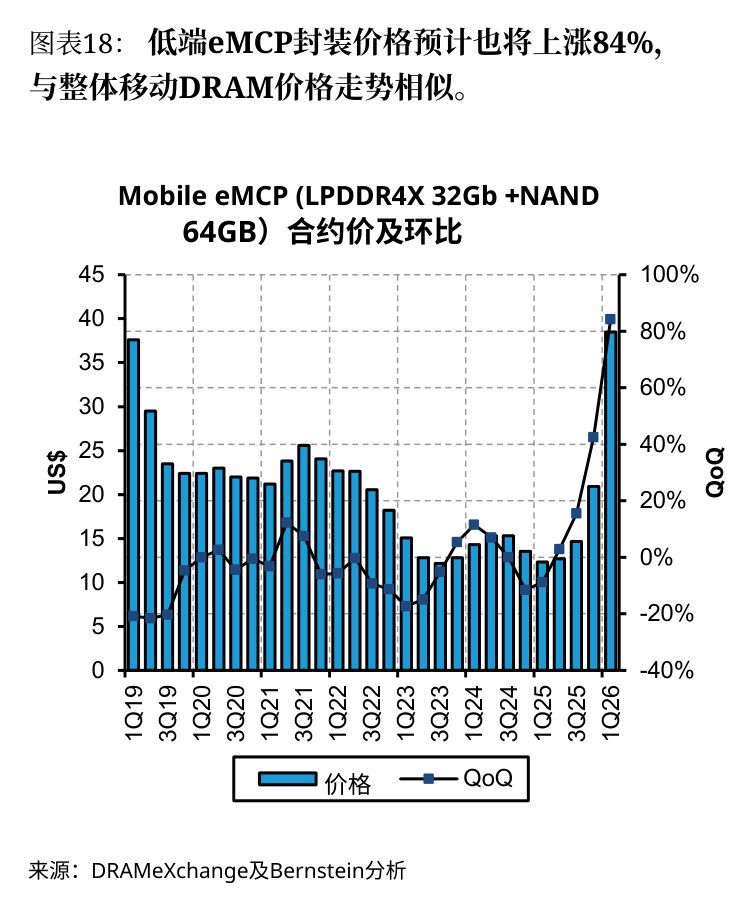 图表18： 低端eMCP封装价格预计也将上涨84%,
与整体移动DRAM价格走势相似。
Mobile eMCP (LPDDR4X 32Gb +NAND
64GB）合约价及环比
45
40
35
30
25
20
15
10
5
0
US$
100%
80%
60%
40%
20%
0%
-20%
-40%
QoQ
1Q19
3Q19
1Q20
3Q20
1Q21
3Q21
1Q22
3Q22
1Q23
3Q23
1Q24
3Q24
1Q25
3Q25
1Q26
价格 QoQ
来源：DRAMeXchange及Bernstein分析